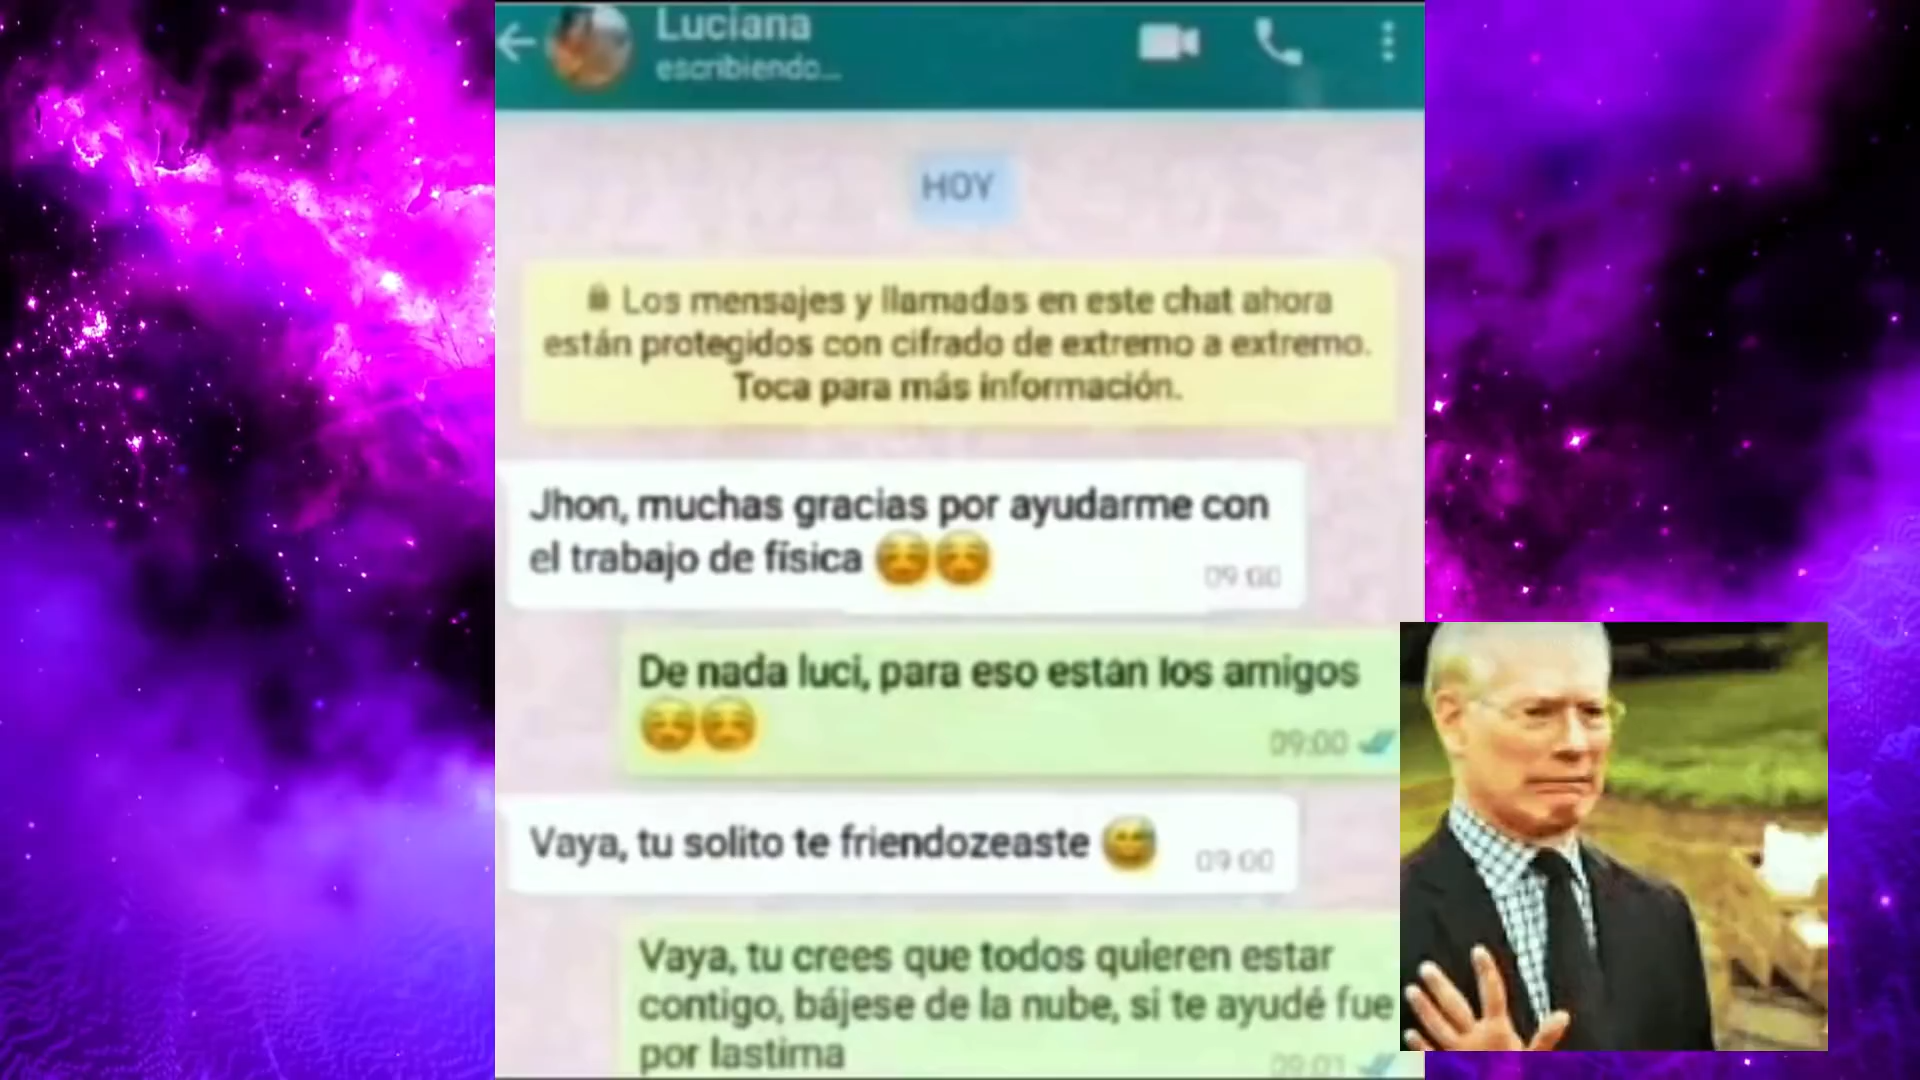 Luciana
escribiendo...
HOY
Los mensajes y llamadas en este chat ahora
están protegidos con cifrado de extremo a extremo.
Toca para más información.
Jhon, muchas gracias por ayudarme con
el trabajo de física
09:00
De nada luci, para eso están los amigos
09:00
Vaya, tu solito te friendozeaste
09:00
Vaya, tu crees que todos quieren estar
contigo, bájese de la nube, si te ayudé fue
por lastima
09:01